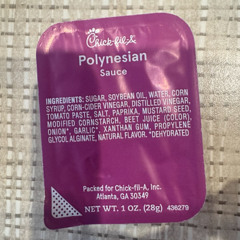 Chick-fil-A
Polynesian
Sauce
INGREDIENTS: SUGAR, SOYBEAN OIL, WATER, CORN
SYRUP, CORN-CIDER VINEGAR, DISTILLED VINEGAR,
TOMATO PASTE, SALT, PAPRIKA, MUSTARD SEED,
MODIFIED CORNSTARCH, BEET JUICE (COLOR),
ONION*, GARLIC*, XANTHAN GUM, PROPYLENE
GLYCOL ALGINATE, NATURAL FLAVOR. *DEHYDRATED
Packed for Chick-fil-A, Inc.
Atlanta, GA 30349
NET WT. 1 OZ. (28g) 436279